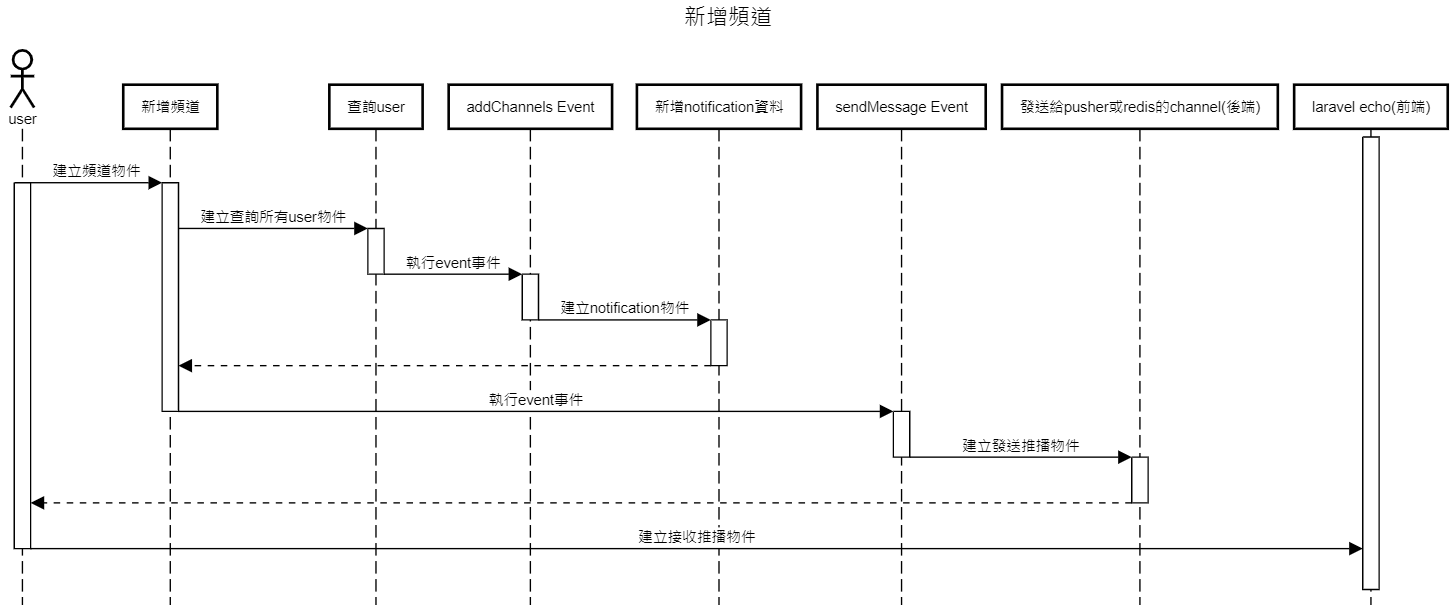 新增頻道
user
新增頻道
查詢user
addChannels Event
新增notification資料
sendMessage Event
發送給pusher或redis的channel(後端)
laravel echo(前端)
建立頻道物件
建立查詢所有user物件
執行event事件
建立notification物件
執行event事件
建立發送推播物件
建立接收推播物件